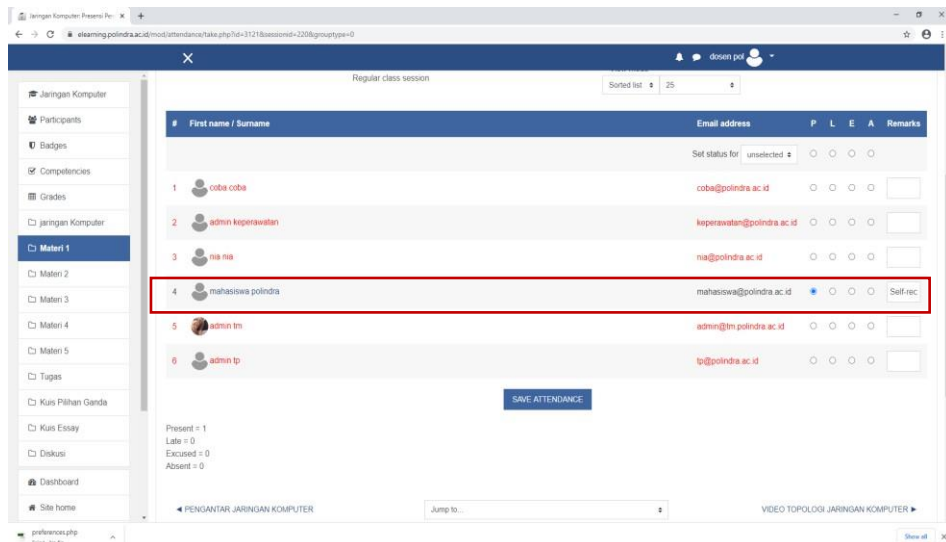 Jaringan Komputer: Presensi Per
elearning.polindra.ac.id/mod/attendance/take.php?id=3121&sessionid=220&grouptype=0
dosen pol
Regular class session
Sorted list 25
Jaringan Komputer
Participants
Badges
Competencies
Grades
jaringan Komputer
Materi 1
Materi 2
Materi 3
Materi 4
Materi 5
Tugas
Kuis Pilihan Ganda
Kuis Essay
Diskusi
Dashboard
Site home
# First name / Surname Email address P L E A Remarks
Set status for unselected
1 coba coba coba@polindra.ac.id
2 admin keperawatan keperawatan@polindra.ac.id
3 nia nia nia@polindra.ac.id
4 mahasiswa polindra mahasiswa@polindra.ac.id Self-rec
5 admin tm admin@tm.polindra.ac.id
6 admin tp tp@polindra.ac.id
SAVE ATTENDANCE
Present = 1
Late = 0
Excused = 0
Absent = 0
◄ PENGANTAR JARINGAN KOMPUTER
Jump to...
VIDEO TOPOLOGI JARINGAN KOMPUTER ►
preferences.php
Show all